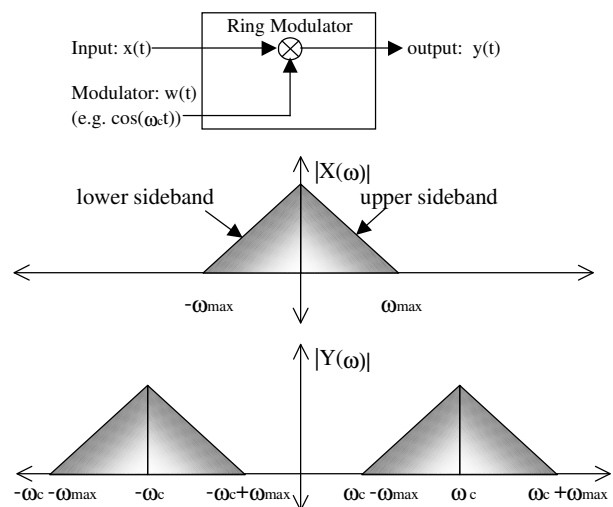 Ring Modulator
Input: x(t)
output: y(t)
Modulator: w(t)
(e.g. cos(ωct))
|X(ω)|
lower sideband
upper sideband
-ωmax
ωmax
|Y(ω)|
-ωc -ωmax
-ωc
-ωc+ωmax
ωc -ωmax
ωc
ωc +ωmax